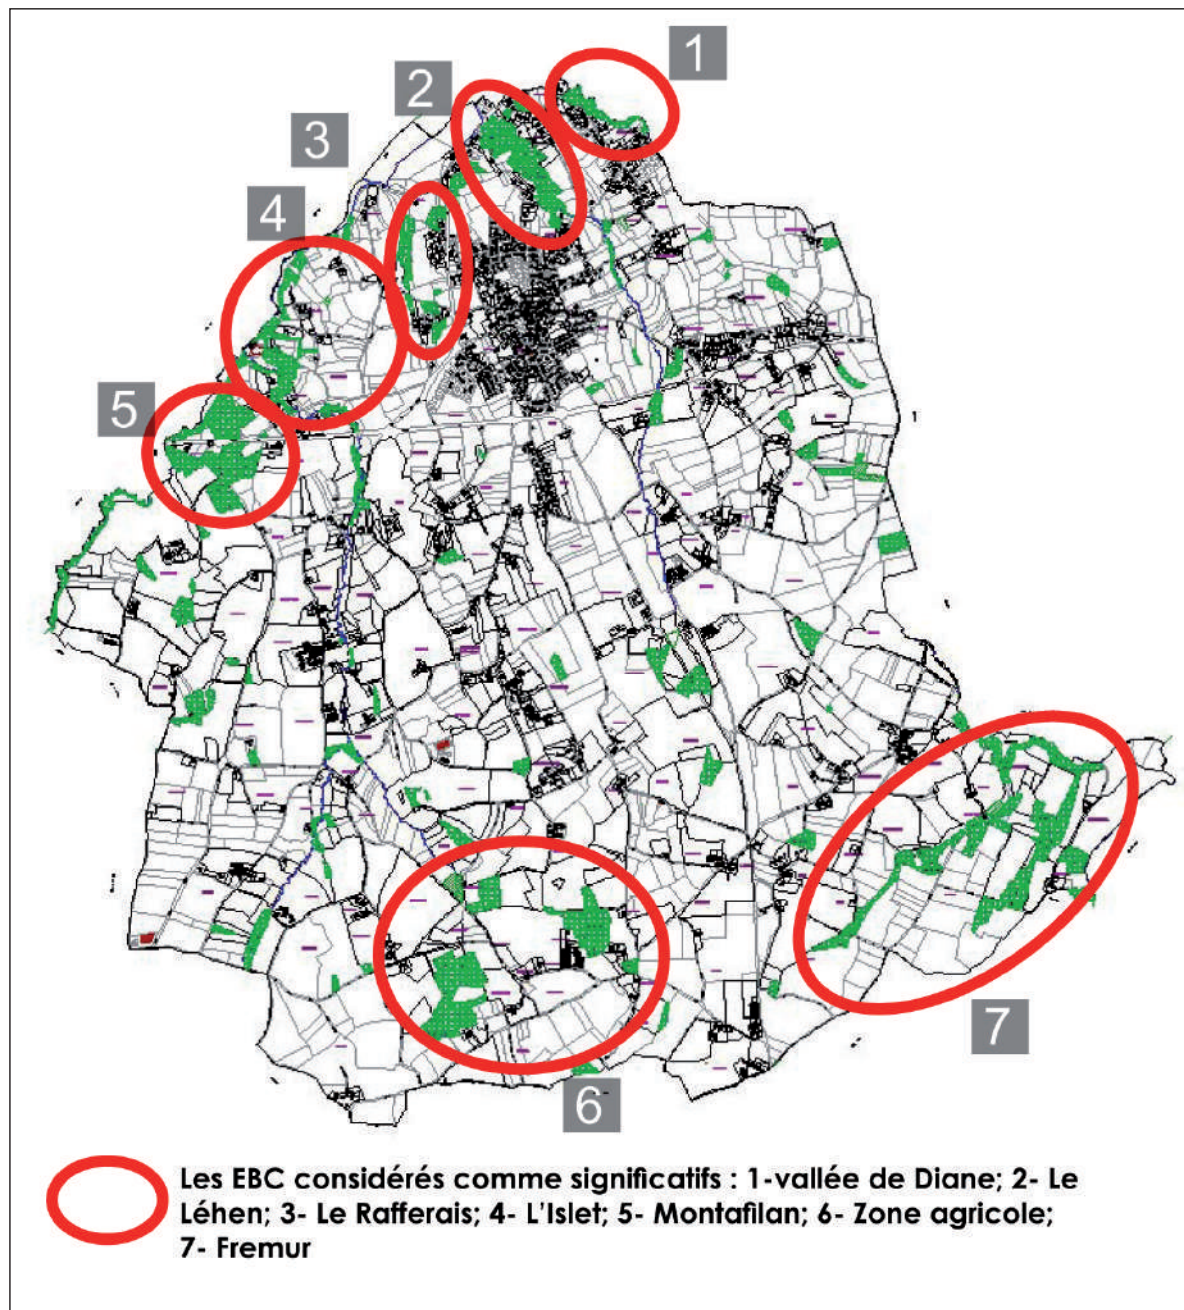 1
2
3
4
5
6
7
Les EBC considérés comme significatifs : 1-vallée de Diane; 2- Le
Léhen; 3- Le Rafferais; 4- L'Islet; 5- Montafilan; 6- Zone agricole;
7- Fremur